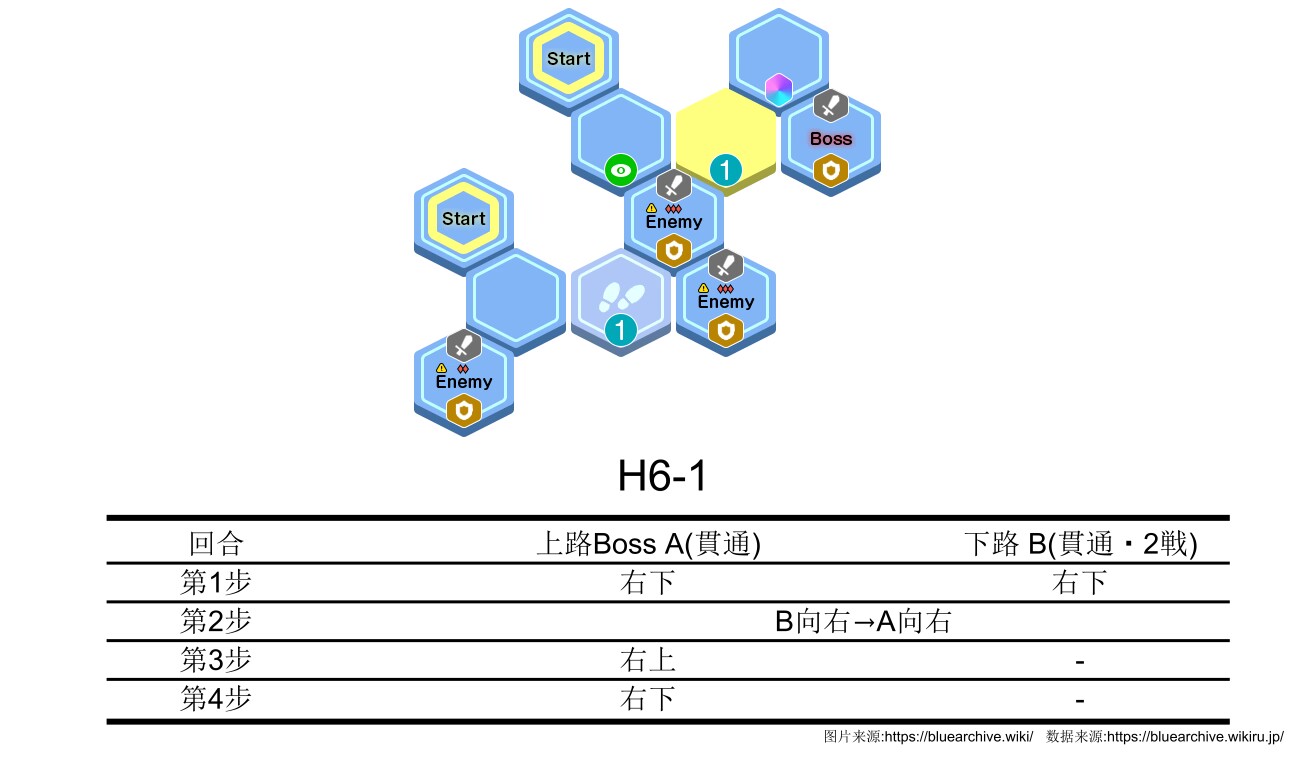 Start
Boss
1
Start
Enemy
Enemy
1
Enemy
H6-1
回合 上路Boss A(貫通) 下路 B(貫通・2戦)
第1步 右下 右下
第2步 B向右→A向右
第3步 右上 -
第4步 右下 -
图片来源:https://bluearchive.wiki/ 数据来源:https://bluearchive.wikiru.jp/